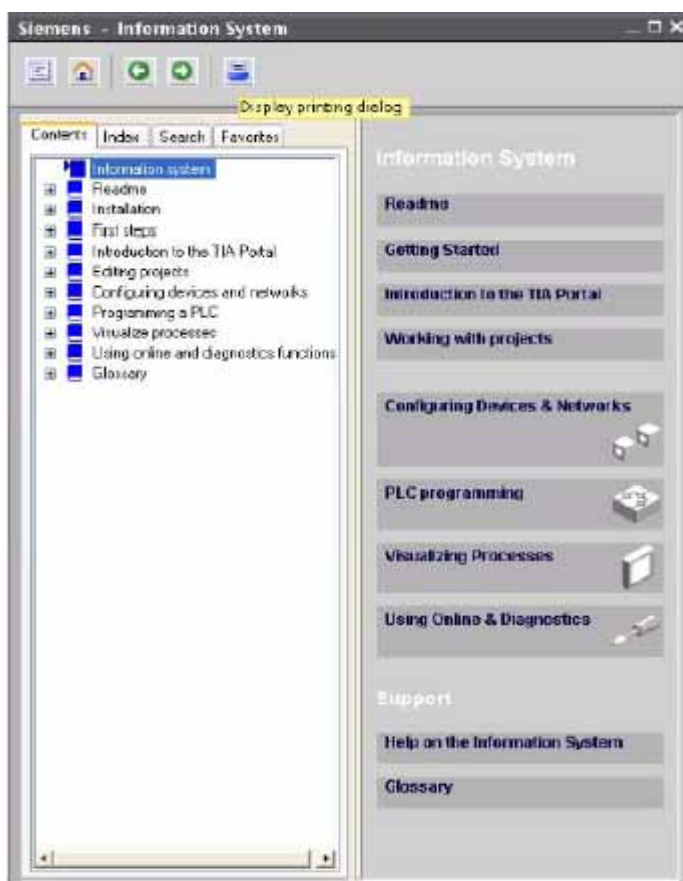 Siemens - Information System
Display printing dialog
Contents Index Search Favorites
Information system
Readme
Installation
First steps
Introduction to the TIA Portal
Editing projects
Configuring devices and networks
Programming a PLC
Visualize processes
Using online and diagnostics functions
Glossary
Information System
Readme
Getting Started
Introduction to the TIA Portal
Working with projects
Configuring Devices & Networks
PLC programming
Visualizing Processes
Using Online & Diagnostics
Support
Help on the Information System
Glossary